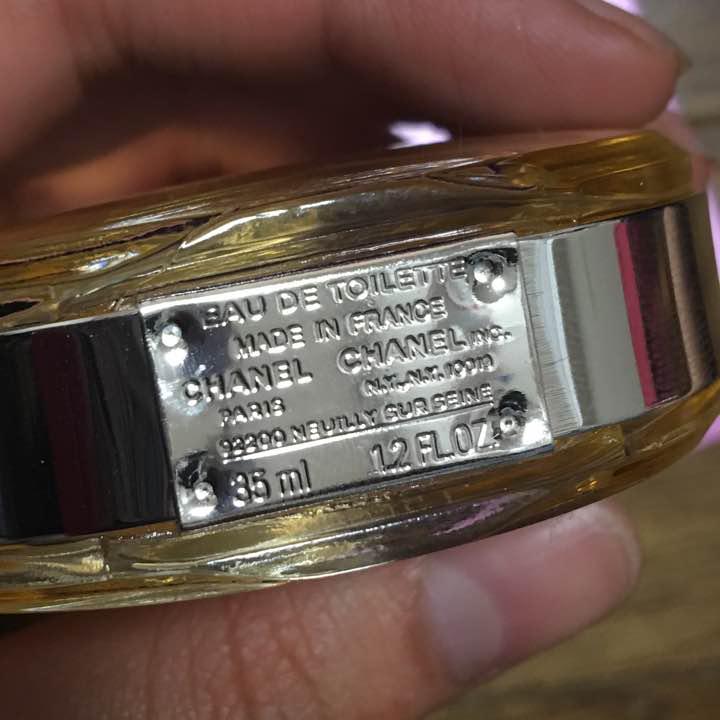 EAU DE TOILETTE
MADE IN FRANCE
CHANEL CHANEL INC.
PARIS N.Y., N.Y. 10019
92200 NEUILLY SUR SEINE
35 ml 1.2 FL.OZ.